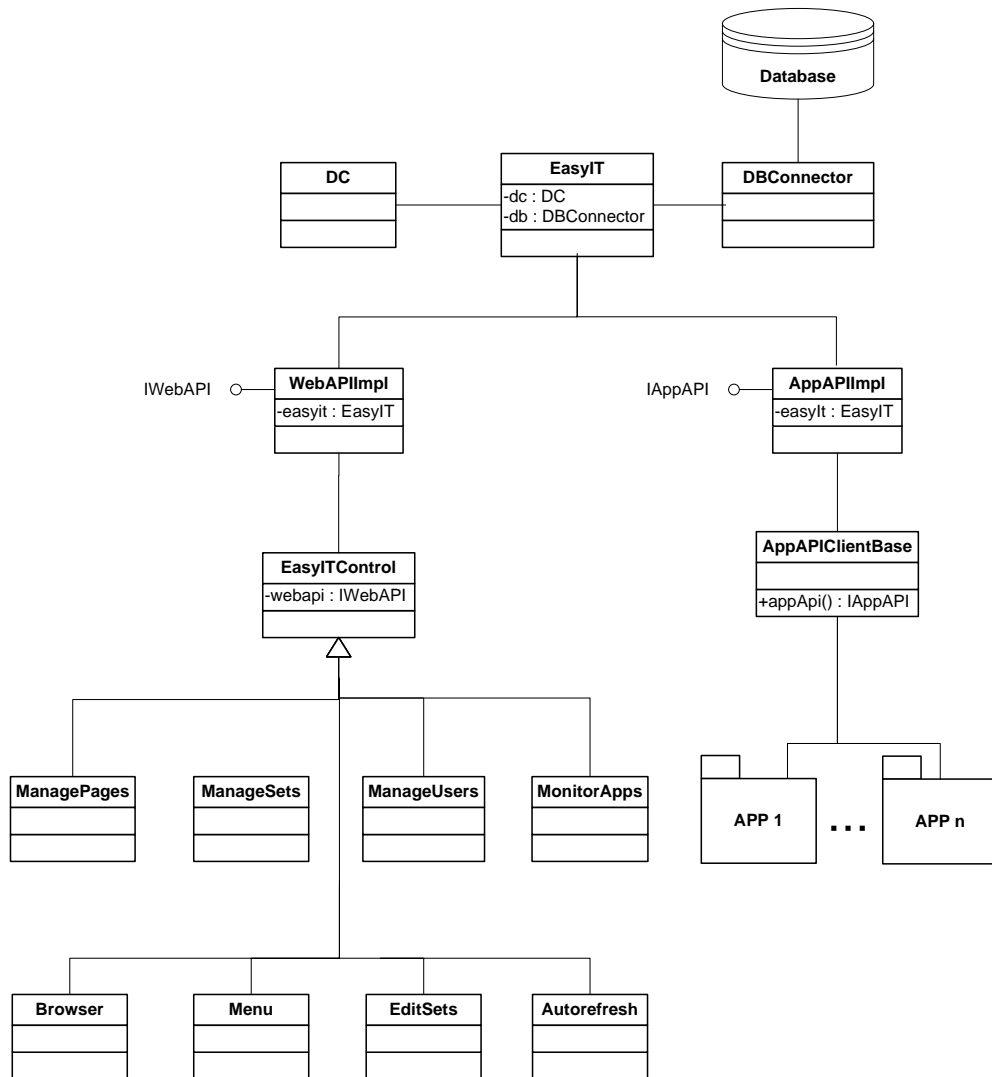 Database
DC
EasyIT
-dc : DC
-db : DBConnector
DBConnector
IWebAPI
WebAPIImpl
-easyit : EasyIT
IAppAPI
AppAPIImpl
-easyIt : EasyIT
EasyITControl
-webapi : IWebAPI
AppAPIClientBase
+appApi() : IAppAPI
ManagePages
ManageSets
ManageUsers
MonitorApps
APP 1
...
APP n
Browser
Menu
EditSets
Autorefresh